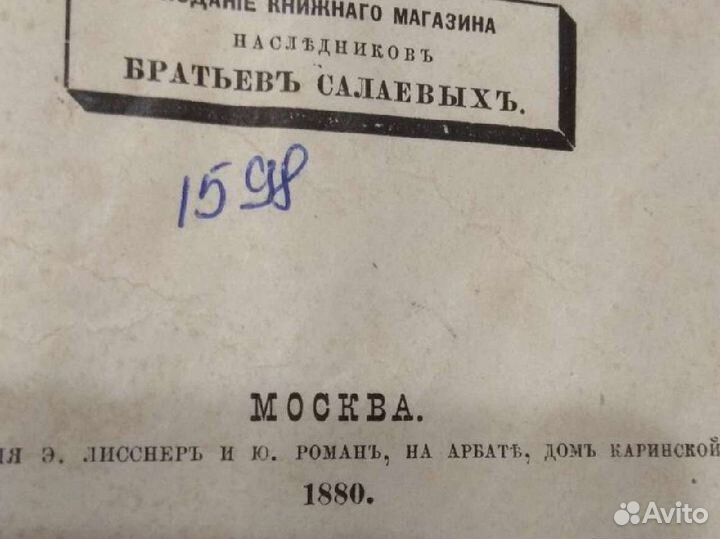 ИЗДАНІЕ КНИЖНАГО МАГАЗИНА
НАСЛѢДНИКОВЪ
БРАТЬЕВЪ САЛАЕВЫХЪ.
1598
МОСКВА.
Э. ЛИССНЕРЪ И Ю. РОМАНЪ, НА АРБАТѢ, ДОМЪ КАРИНСКОЙ
1880.
Avito